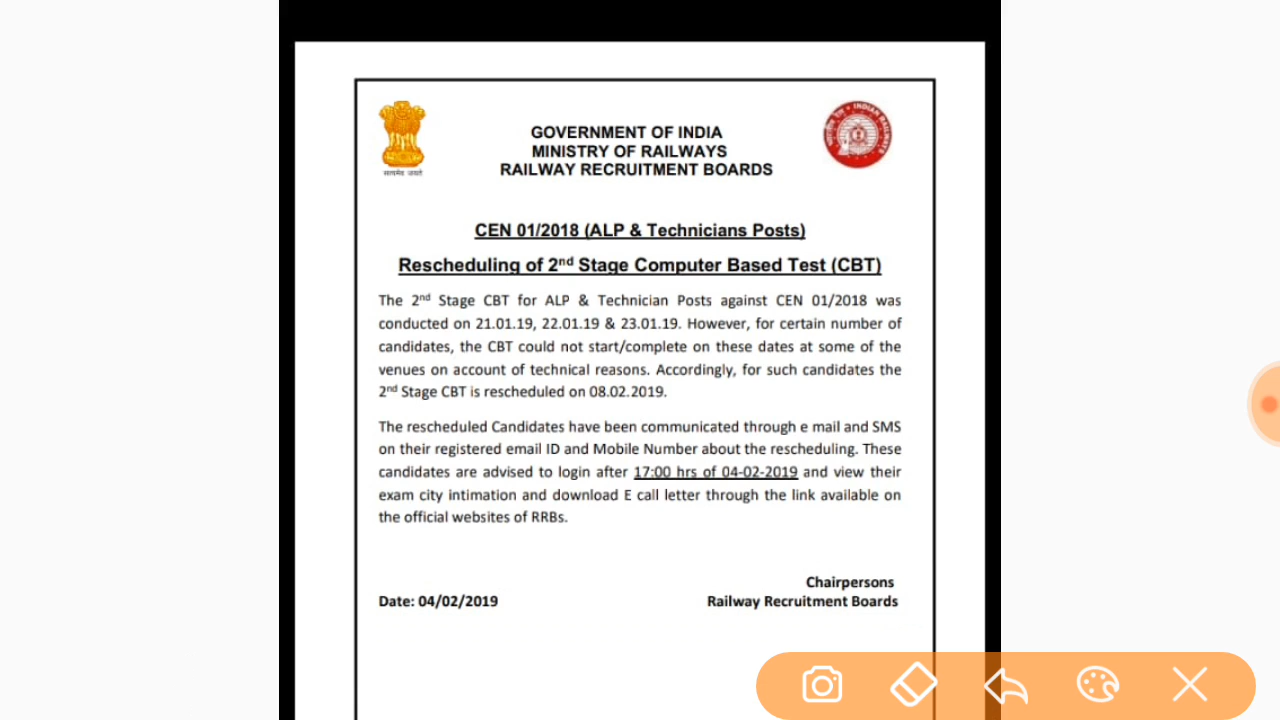 GOVERNMENT OF INDIA
MINISTRY OF RAILWAYS
RAILWAY RECRUITMENT BOARDS
सत्यमेव जयते
INDIAN RAILWAYS
CEN 01/2018 (ALP & Technicians Posts)
Rescheduling of 2nd Stage Computer Based Test (CBT)
The 2nd Stage CBT for ALP & Technician Posts against CEN 01/2018 was
conducted on 21.01.19, 22.01.19 & 23.01.19. However, for certain number of
candidates, the CBT could not start/complete on these dates at some of the
venues on account of technical reasons. Accordingly, for such candidates the
2nd Stage CBT is rescheduled on 08.02.2019.
The rescheduled Candidates have been communicated through e mail and SMS
on their registered email ID and Mobile Number about the rescheduling. These
candidates are advised to login after 17:00 hrs of 04-02-2019 and view their
exam city intimation and download E call letter through the link available on
the official websites of RRBs.
Chairpersons
Date: 04/02/2019 Railway Recruitment Boards